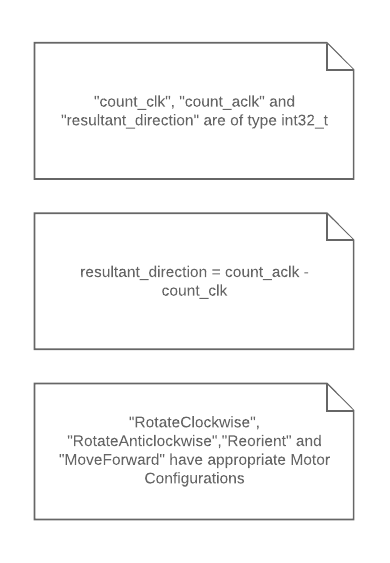 "count_clk", "count_aclk" and
"resultant_direction" are of type int32_t
resultant_direction = count_aclk -
count_clk
"RotateClockwise",
"RotateAnticlockwise","Reorient" and
"MoveForward" have appropriate Motor
Configurations